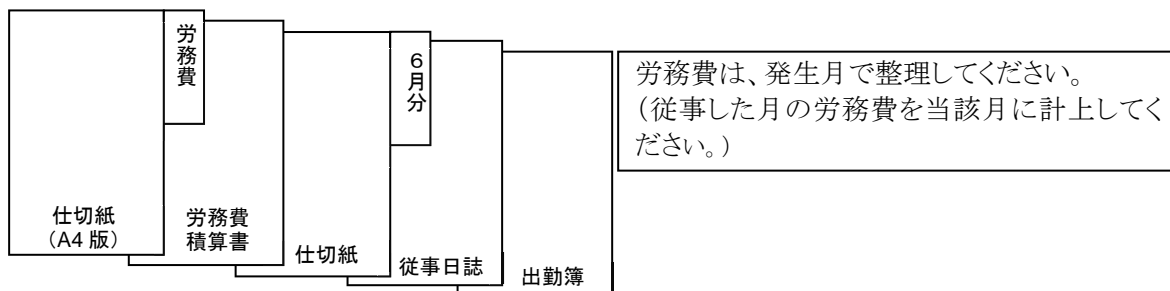 労務費
6月分
労務費は、発生月で整理してください。
(従事した月の労務費を当該月に計上してく
ださい。)
仕切紙
(A4 版)
労務費
積算書
仕切紙
従事日誌
出勤簿